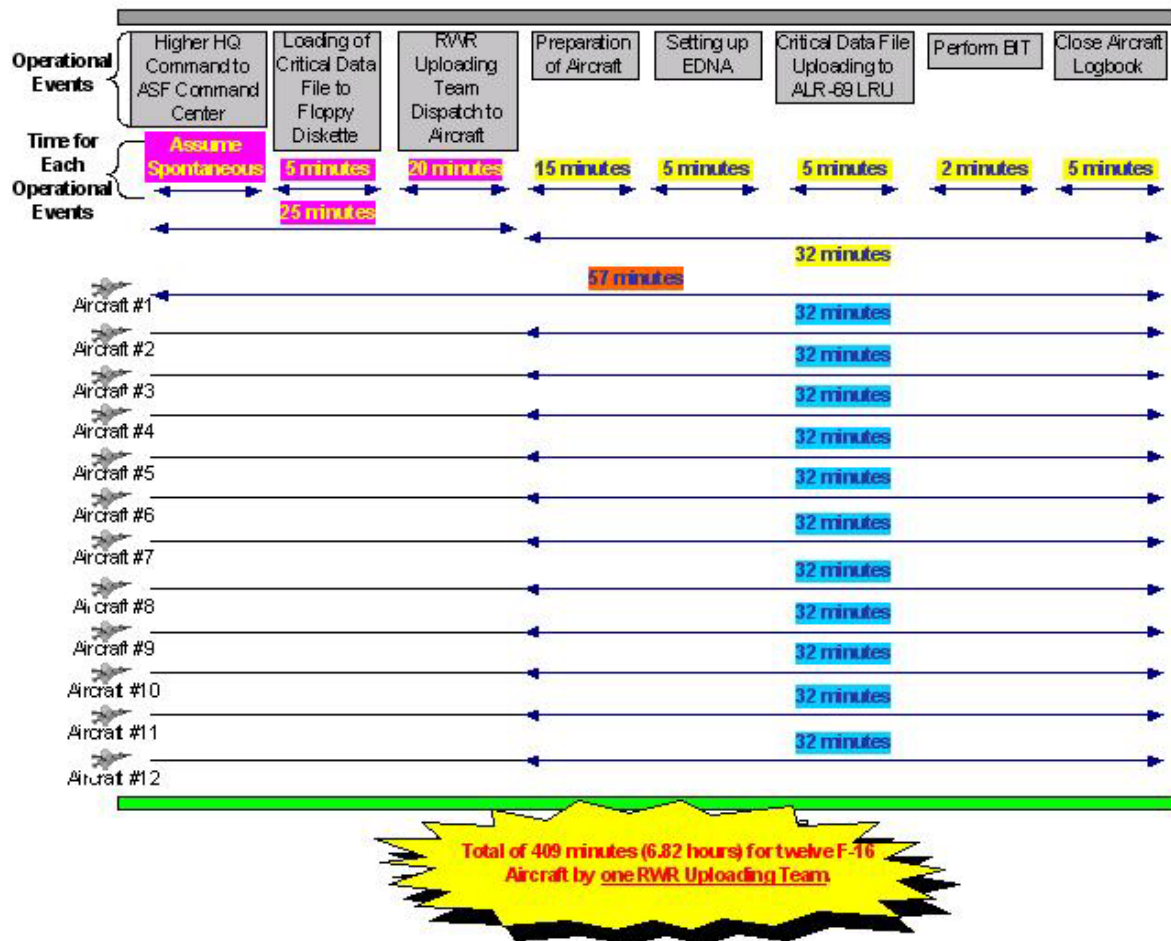 Operational
Events
Higher HQ
Command to
ASF Command
Center
Loading of
Critical Data
File to
Floppy
Diskette
RWR
Uploading
Team
Dispatch to
Aircraft
Preparation
of Aircraft
Setting up
EDNA
Critical Data File
Uploading to
ALR-69 LRU
Perform BIT
Close Aircraft
Logbook
Time for
Each
Operational
Events
Assume
Spontaneous
5 minutes
20 minutes
15 minutes
5 minutes
5 minutes
2 minutes
5 minutes
25 minutes
32 minutes
57 minutes
Aircraft #1
32 minutes
Aircraft #2
32 minutes
Aircraft #3
32 minutes
Aircraft #4
32 minutes
Aircraft #5
32 minutes
Aircraft #6
32 minutes
Aircraft #7
32 minutes
Aircraft #8
32 minutes
Aircraft #9
32 minutes
Aircraft #10
32 minutes
Aircraft #11
32 minutes
Aircraft #12
Total of 409 minutes (6.82 hours) for twelve F-16
Aircraft by one RWR Uploading Team.